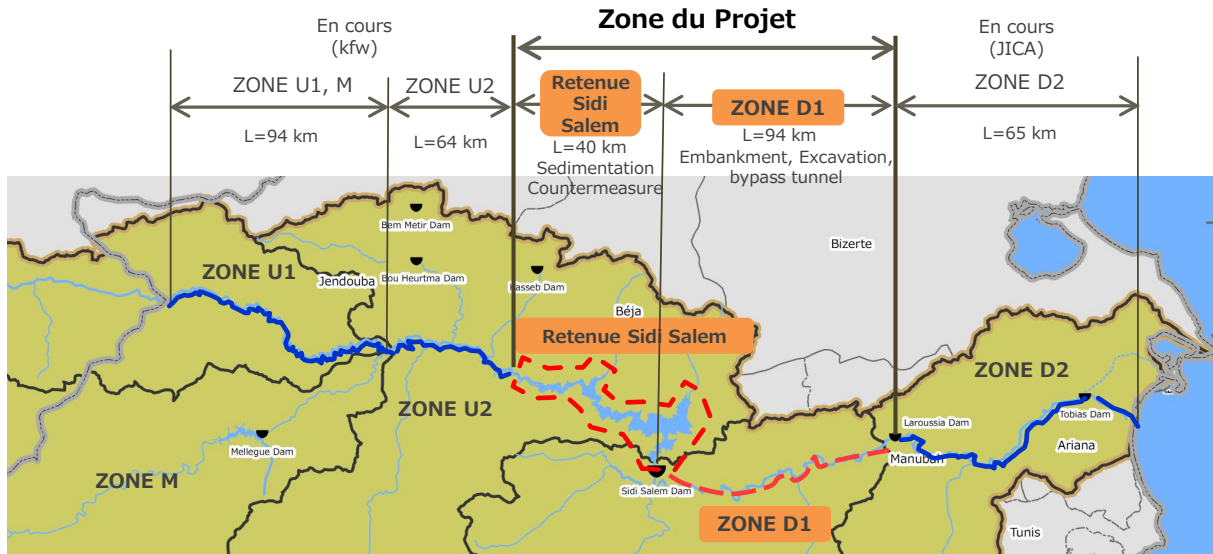 Zone du Projet
En cours
(kfw)
En cours
(JICA)
ZONE U1, M
ZONE U2
Retenue
Sidi
Salem
ZONE D1
ZONE D2
L=94 km
L=64 km
L=40 km
Sedimentation
Countermeasure
L=94 km
Embankment, Excavation,
bypass tunnel
L=65 km
Bem Metir Dam
Bizerte
ZONE U1
Jendouba
Bou Heurtma Dam
Kasseb Dam
Béja
Retenue Sidi Salem
ZONE D2
ZONE U2
Tobias Dam
Laroussia Dam
Mellegue Dam
Ariana
Manubah
ZONE M
Sidi Salem Dam
ZONE D1
Tunis